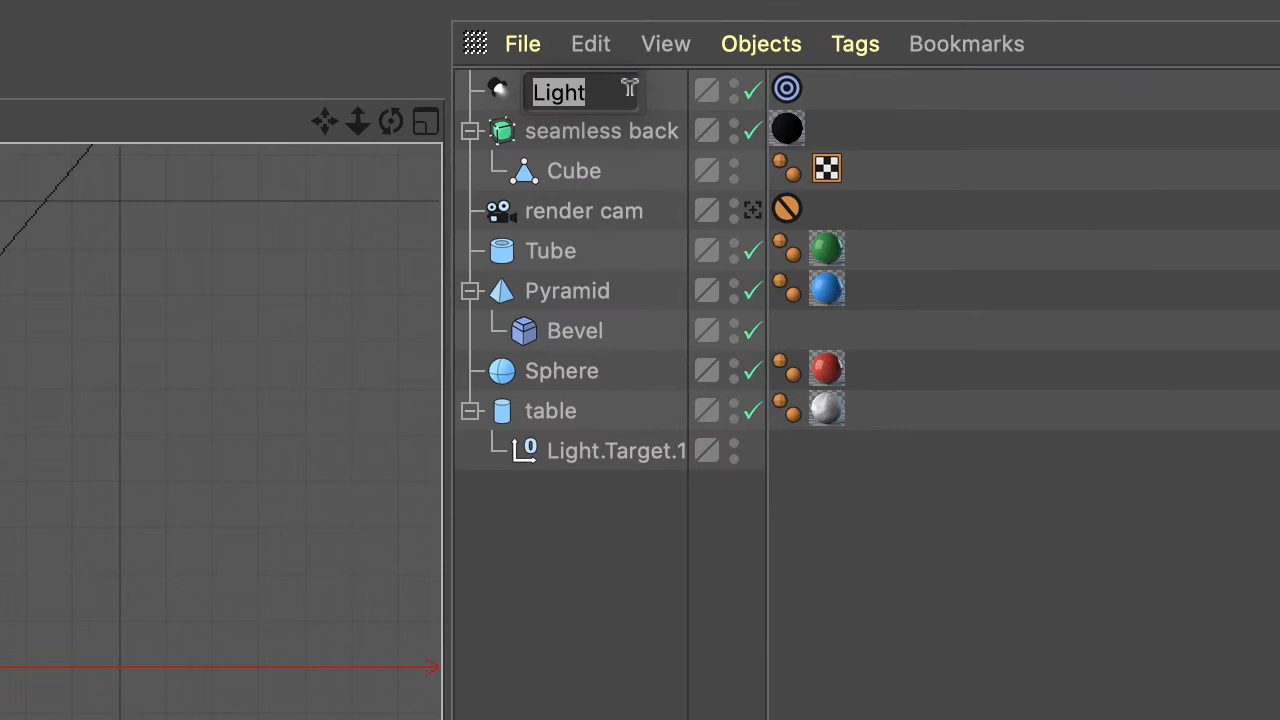 File Edit View Objects Tags Bookmarks
Light
seamless back
Cube
render cam
Tube
Pyramid
Bevel
Sphere
table
Light.Target.1